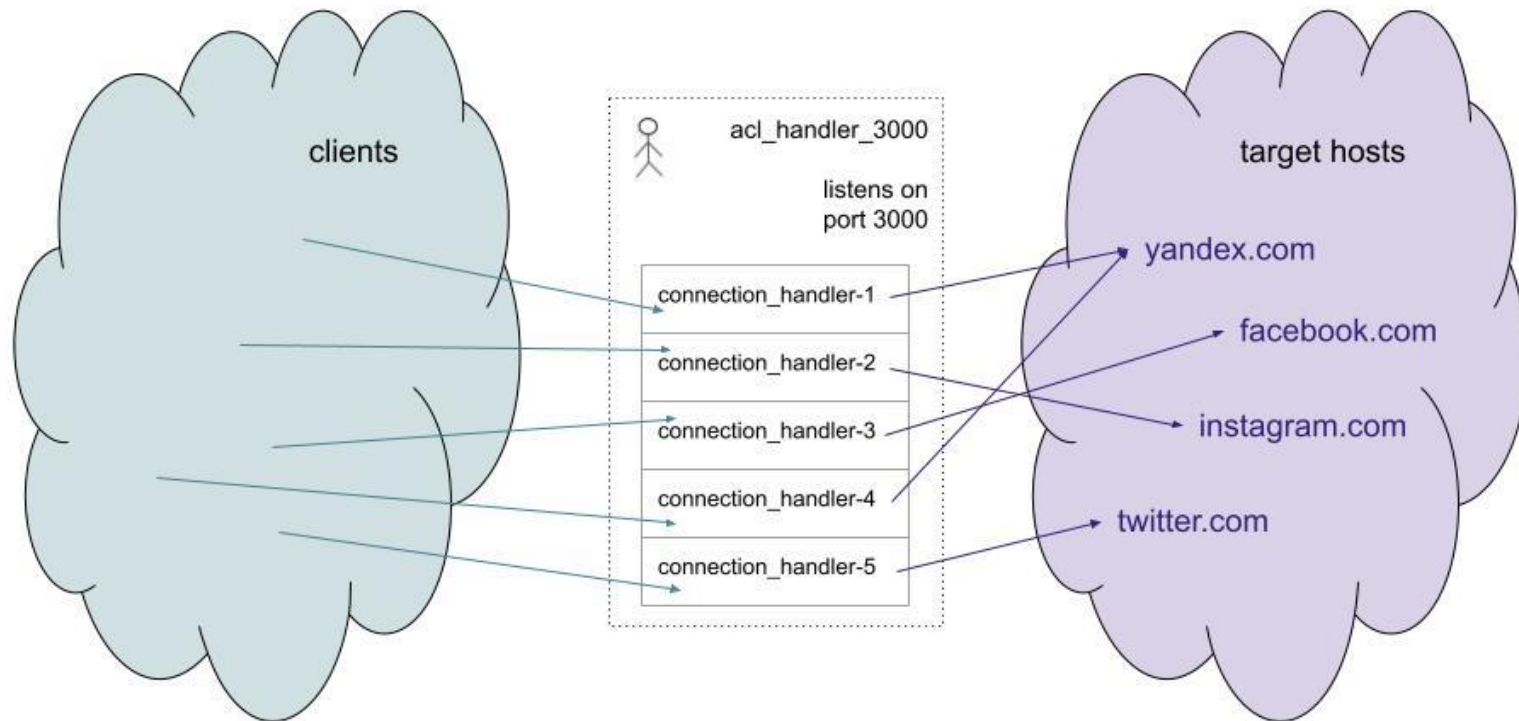 clients
acl_handler_3000
listens on
port 3000
connection_handler-1
connection_handler-2
connection_handler-3
connection_handler-4
connection_handler-5
target hosts
yandex.com
facebook.com
instagram.com
twitter.com